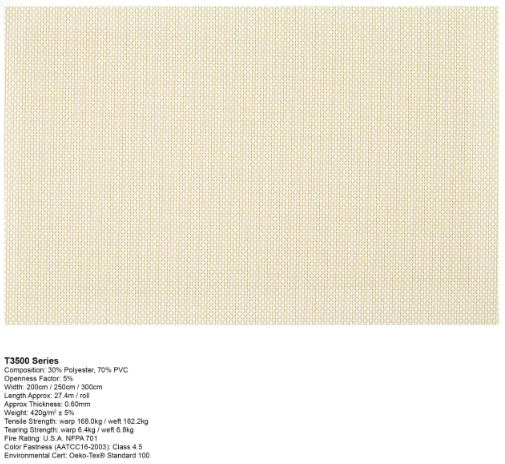 T3500 Series
Composition: 30% Polyester, 70% PVC
Openness Factor: 5%
Width: 200cm / 250cm / 300cm
Length Approx: 27.4m / roll
Approx Thickness: 0.60mm
Weight: 420g/m² ± 5%
Tensile Strength: warp 168.0kg / weft 162.2kg
Tearing Strength: warp 6.4kg / weft 6.8kg
Fire Rating: U.S.A. NFPA 701
Color Fastness (AATCC16-2003): Class 4.5
Environmental Cert: Oeko-Tex® Standard 100